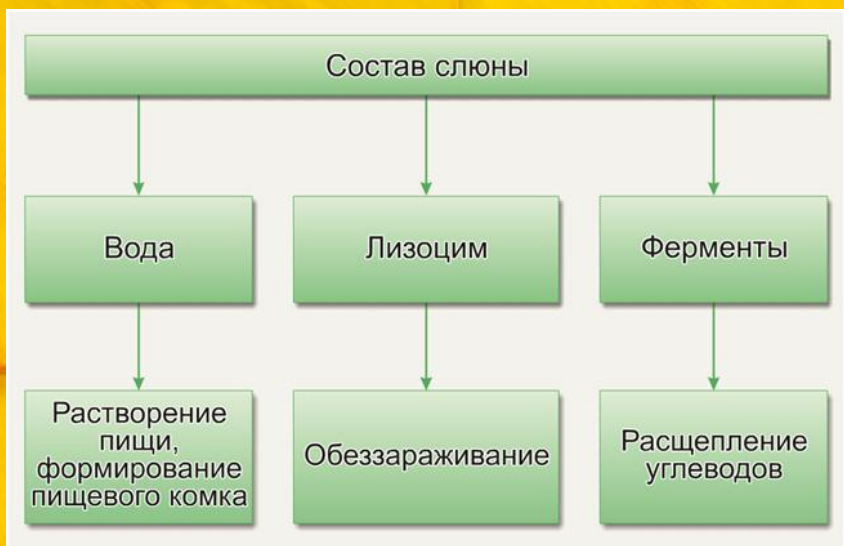 Состав слюны
Вода
Лизоцим
Ферменты
Растворение
пищи,
формирование
пищевого комка
Обеззараживание
Расщепление
углеводов